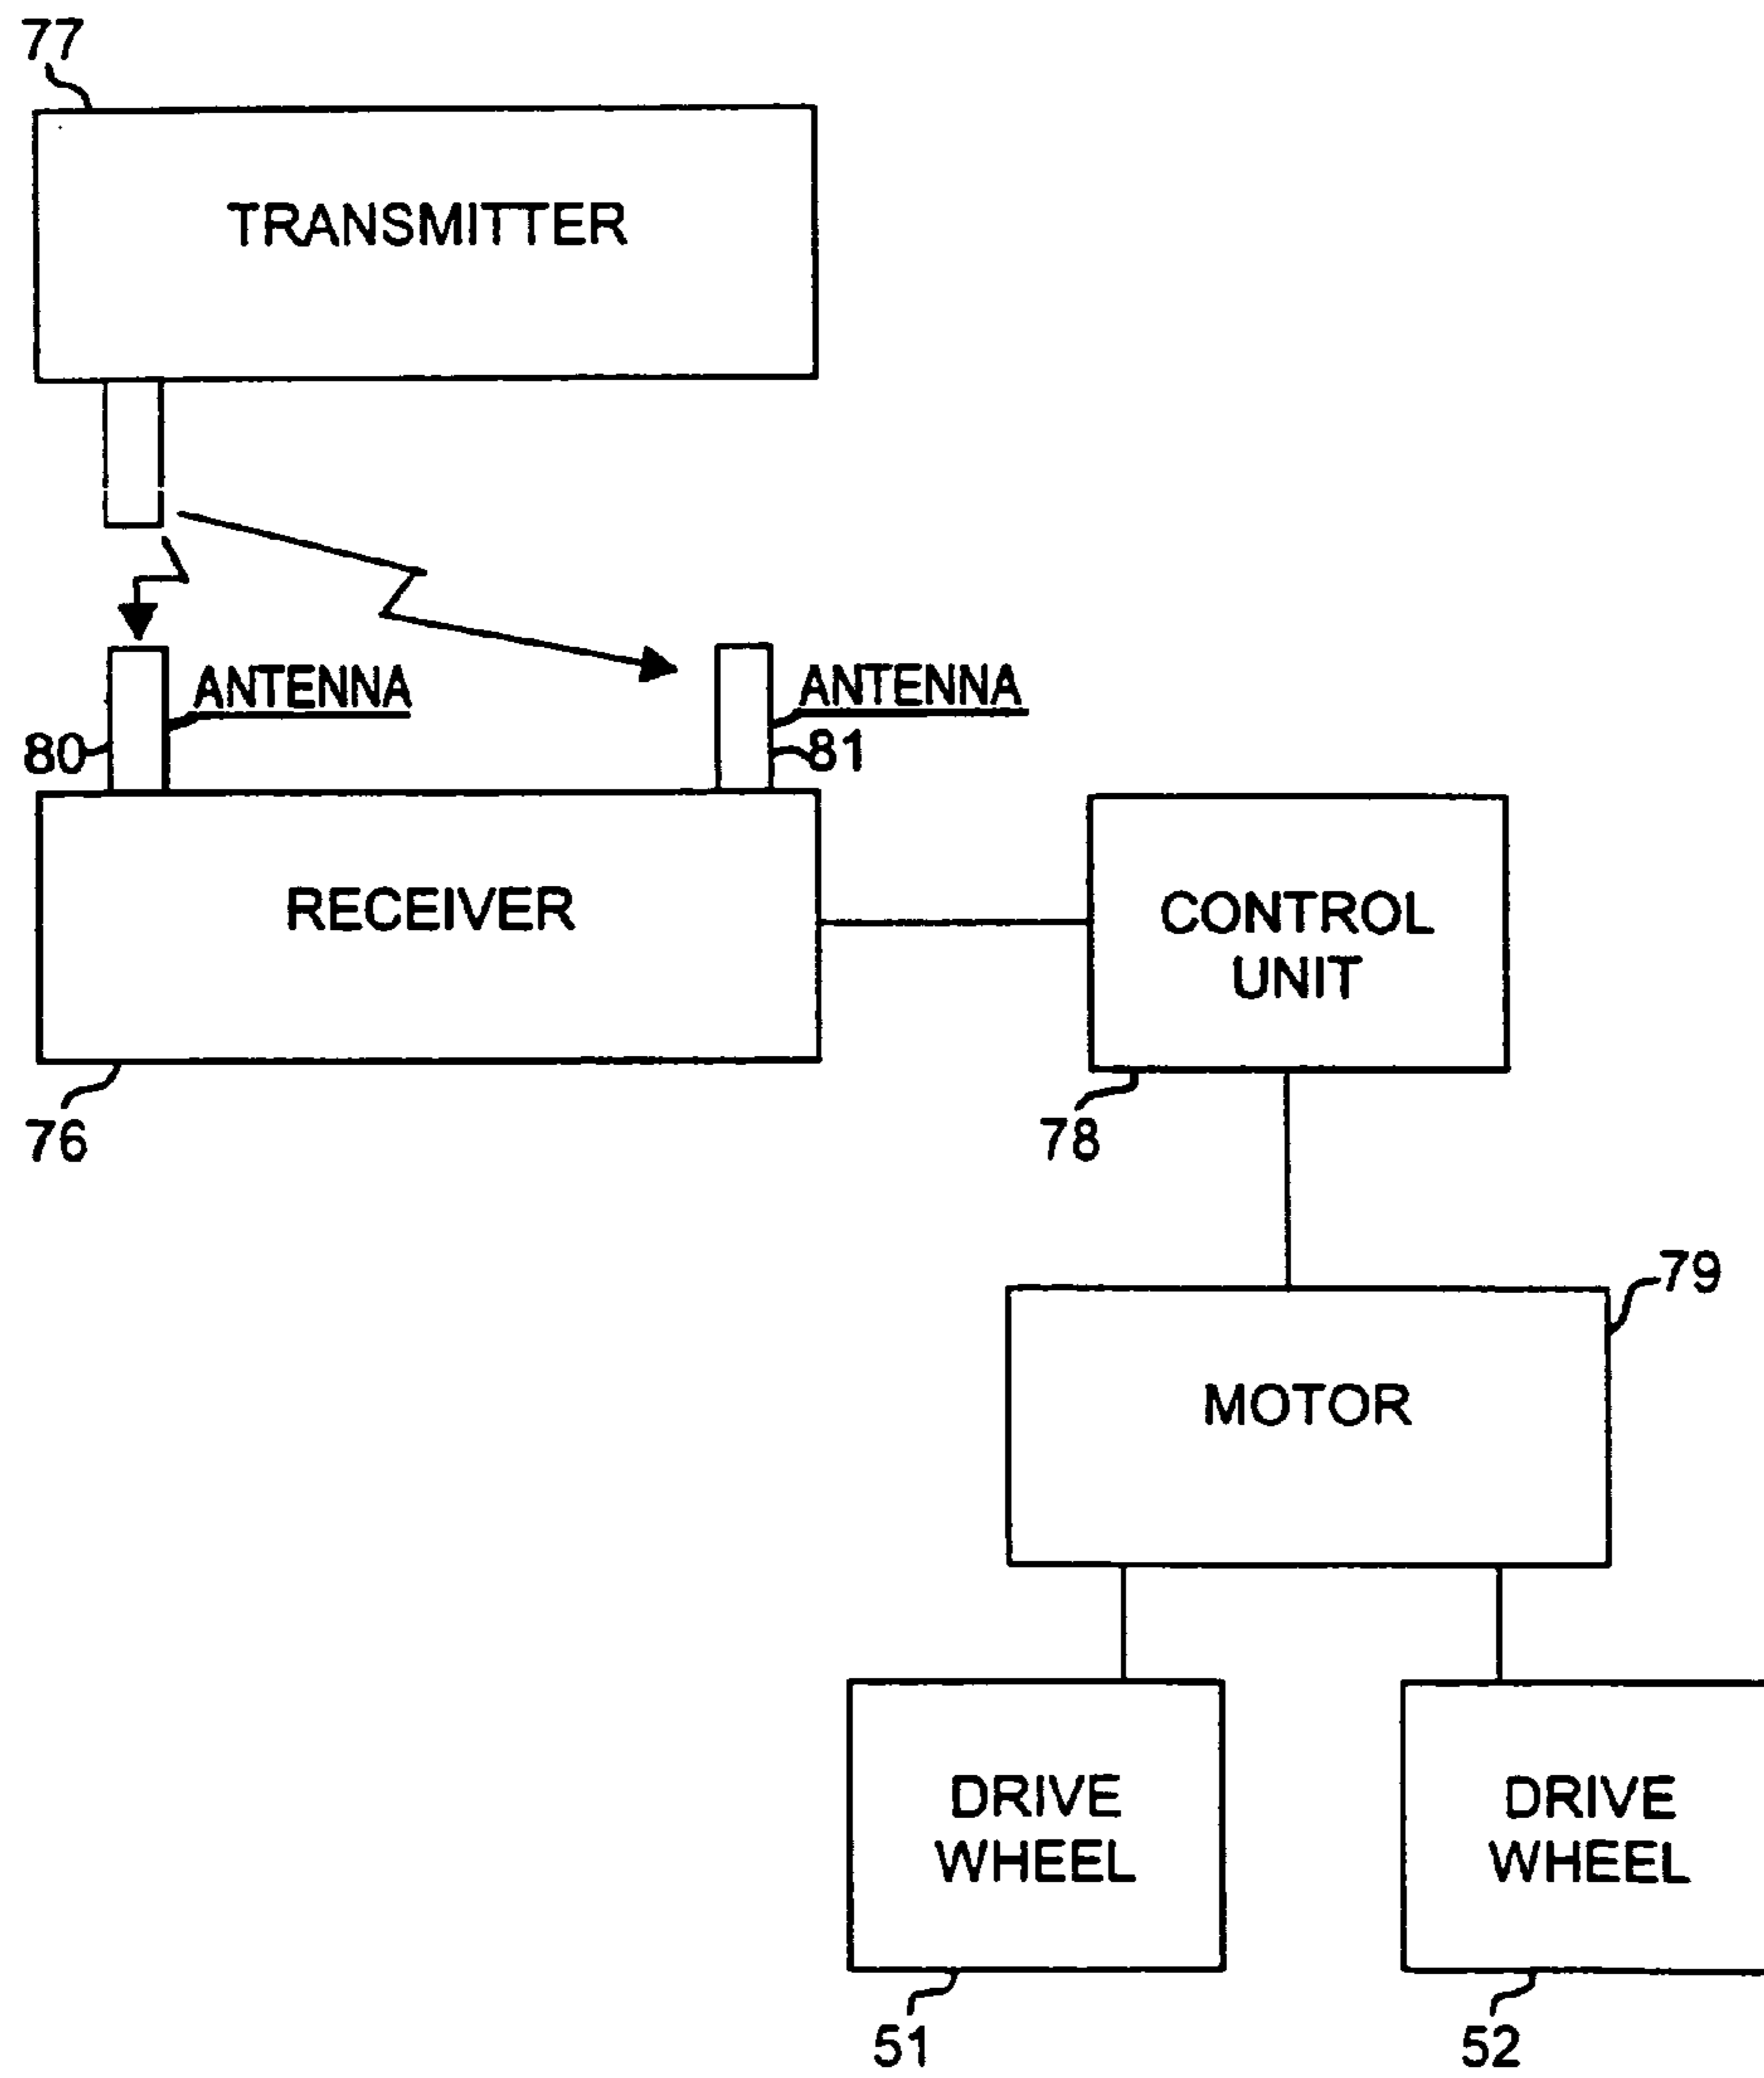 77
TRANSMITTER
ANTENNA
80
ANTENNA
81
RECEIVER
76
CONTROL
UNIT
78
79
MOTOR
DRIVE
WHEEL
51
DRIVE
WHEEL
52